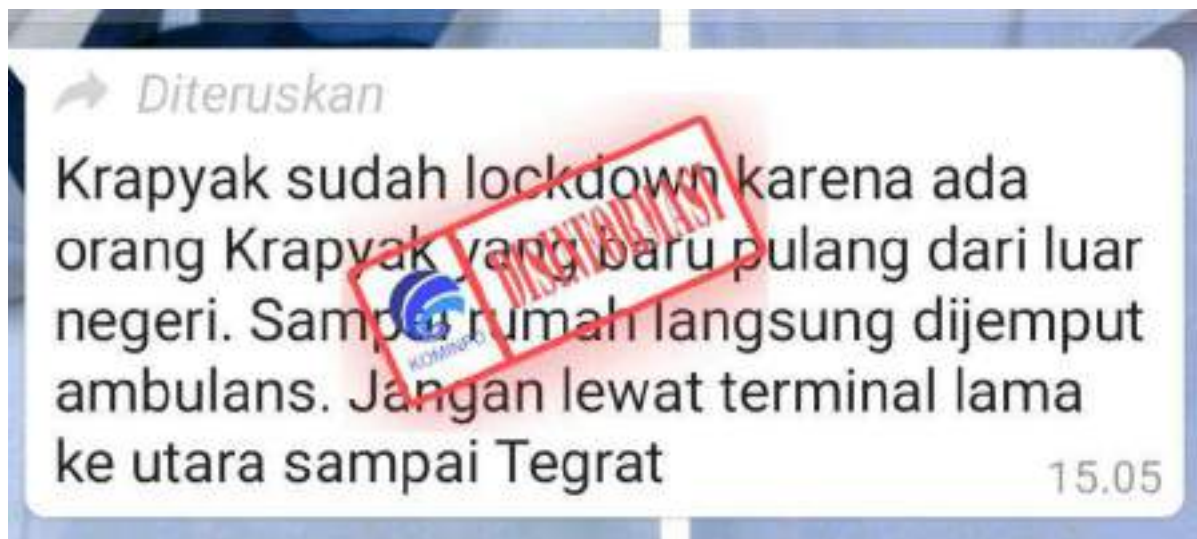 Diteruskan
Krapyak sudah lockdown karena ada
orang Krapyak yang baru pulang dari luar
negeri. Sampai rumah langsung dijemput
ambulans. Jangan lewat terminal lama
ke utara sampai Tegrat
15.05
DISINFORMASI
KOMINFO